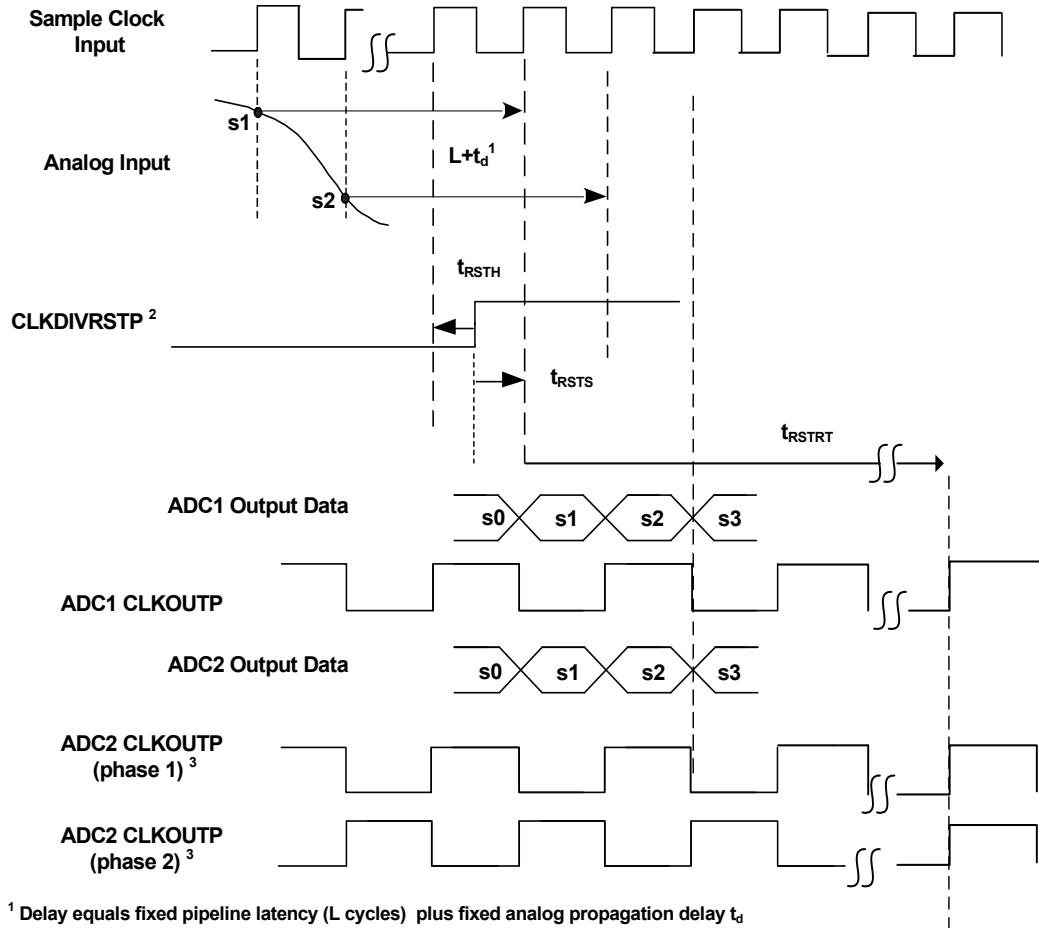 Sample Clock
Input
s1
L+td1
Analog Input
s2
tRSTH
CLKDIVRSTP 2
tRSTS
tRSTRT
ADC1 Output Data
s0 s1 s2 s3
ADC1 CLKOUTP
ADC2 Output Data
s0 s1 s2 s3
ADC2 CLKOUTP
(phase 1) 3
ADC2 CLKOUTP
(phase 2) 3
1 Delay equals fixed pipeline latency (L cycles) plus fixed analog propagation delay td